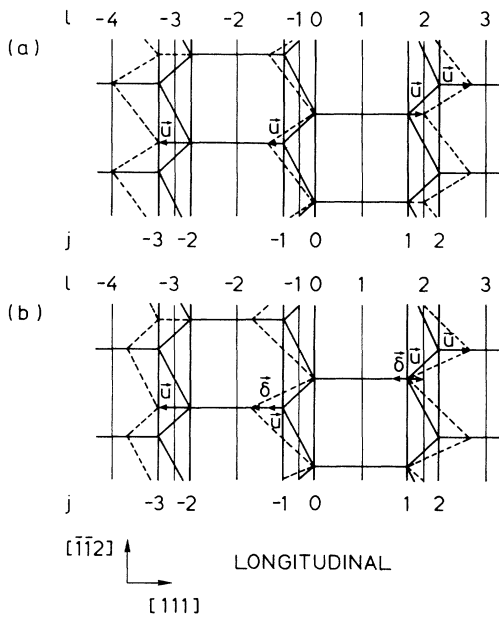 l -4 -3 -2 -1 0 1 2 3
(a)
u⃗ u⃗ u⃗ u⃗
j -3 -2 -1 0 1 2
l -4 -3 -2 -1 0 1 2 3
(b)
u⃗ δ⃗ u⃗ δ⃗ u⃗ u⃗
j -3 -2 -1 0 1 2
[1̅1̅2]
LONGITUDINAL
[111]